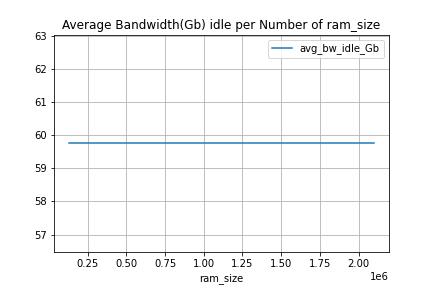 Average Bandwidth(Gb) idle per Number of ram_size
avg_bw_idle_Gb
63
62
61
60
59
58
57
0.25 0.50 0.75 1.00 1.25 1.50 1.75 2.00
1e6
ram_size